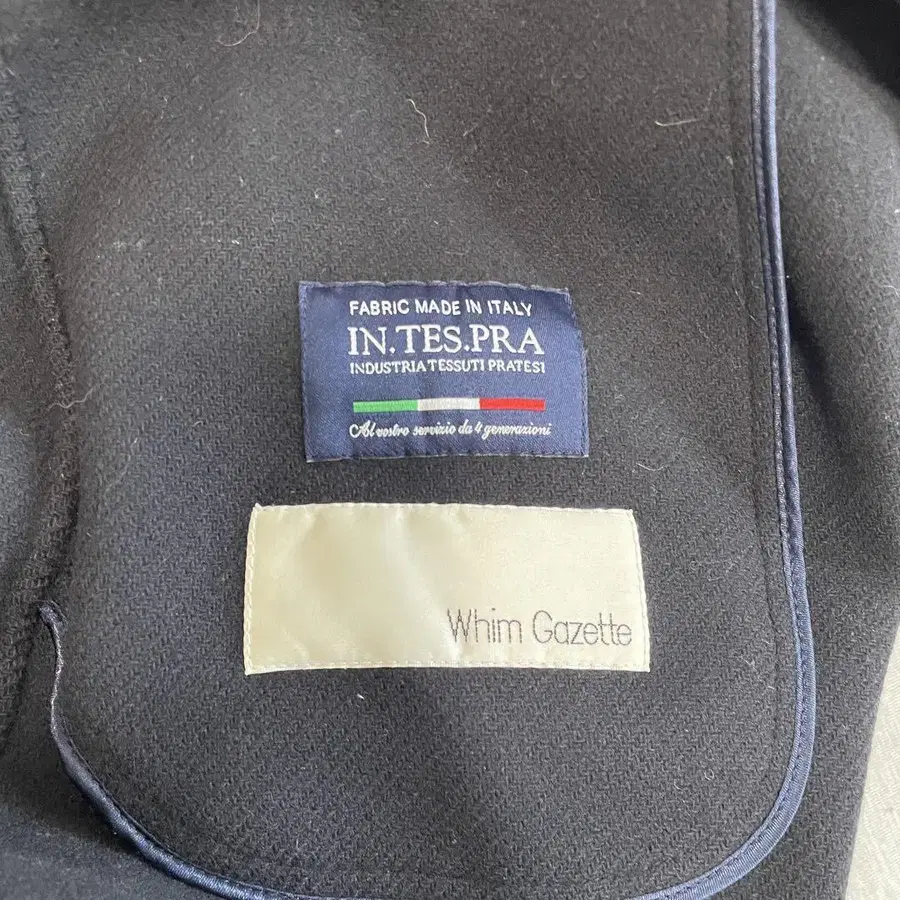 FABRIC MADE IN ITALY
IN.TES.PRA
INDUSTRIA TESSUTI PRATESI
Al vostro servizio da 4 generazioni
Whim Gazette